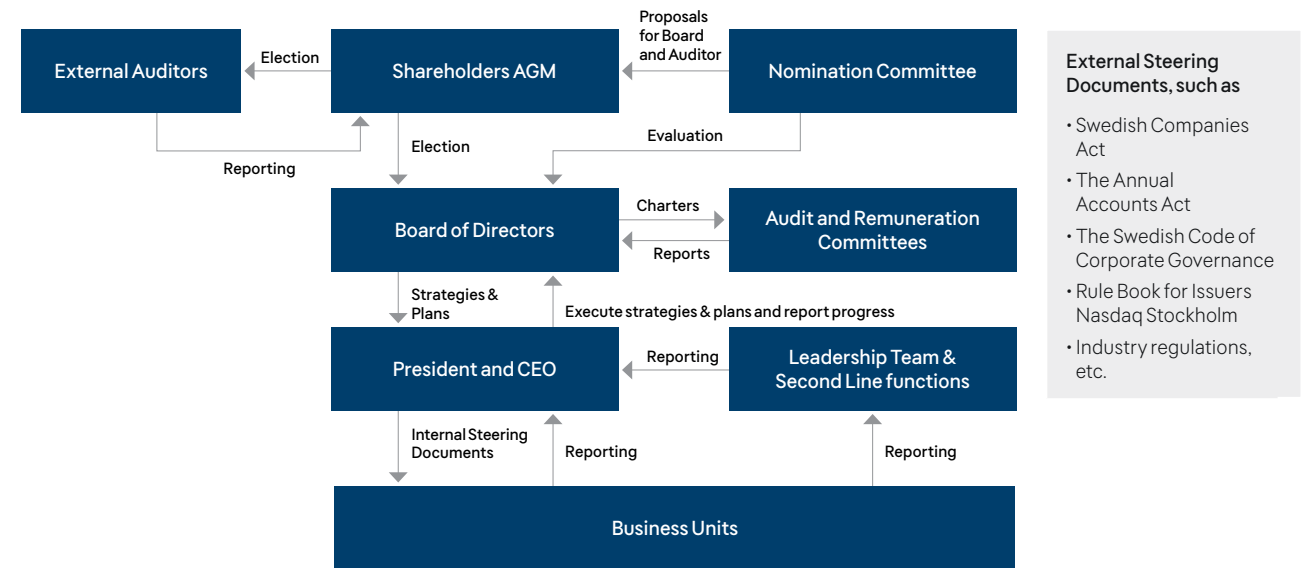 Proposals
for Board
and Auditor
Election
External Auditors
Shareholders AGM
Nomination Committee
Reporting
Election
Evaluation
Board of Directors
Charters
Reports
Audit and Remuneration
Committees
Strategies &
Plans
Execute strategies & plans and report progress
President and CEO
Reporting
Leadership Team &
Second Line functions
Internal Steering
Documents
Reporting
Reporting
Business Units
External Steering
Documents, such as
• Swedish Companies
Act
• The Annual
Accounts Act
• The Swedish Code of
Corporate Governance
• Rule Book for Issuers
Nasdaq Stockholm
• Industry regulations,
etc.